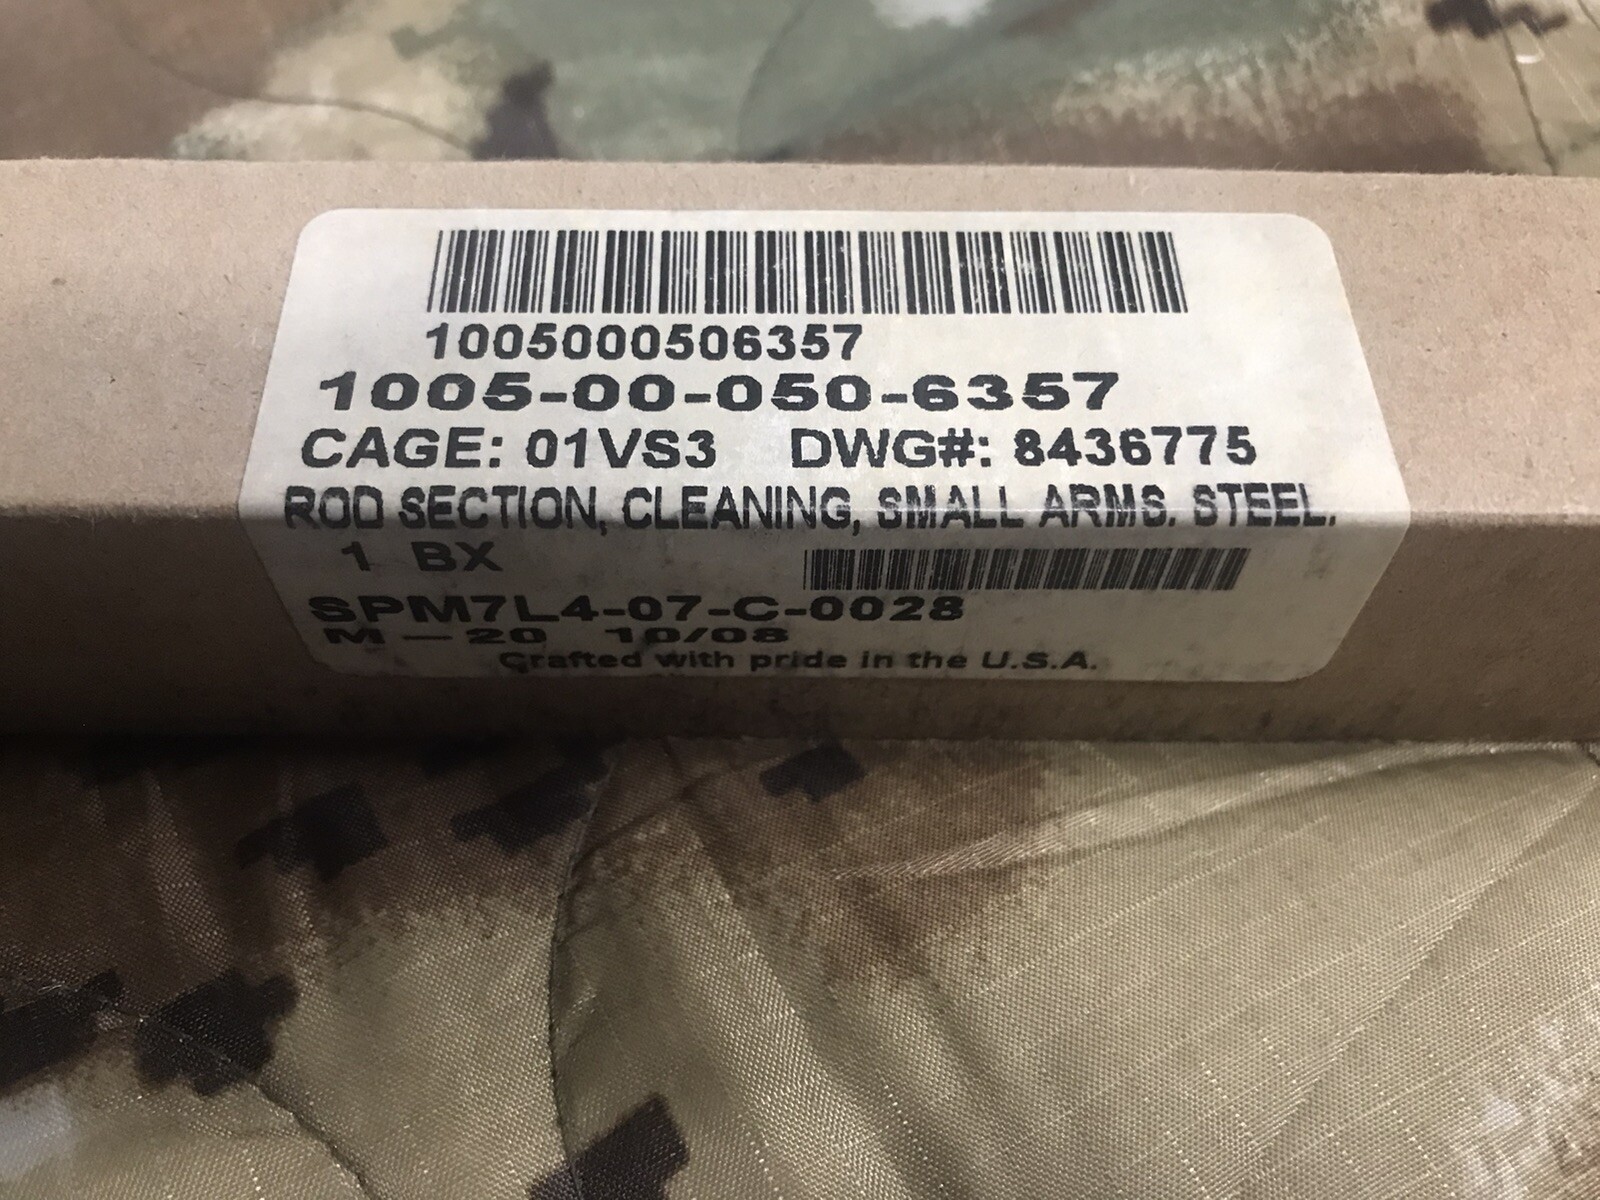 1005000506357
1005-00-050-6357
CAGE: 01VS3 DWG#: 8436775
ROD SECTION, CLEANING, SMALL ARMS. STEEL.
1 BX
SPM7L4-07-C-0028
M - 20 10/08
Crafted with pride in the U.S.A.